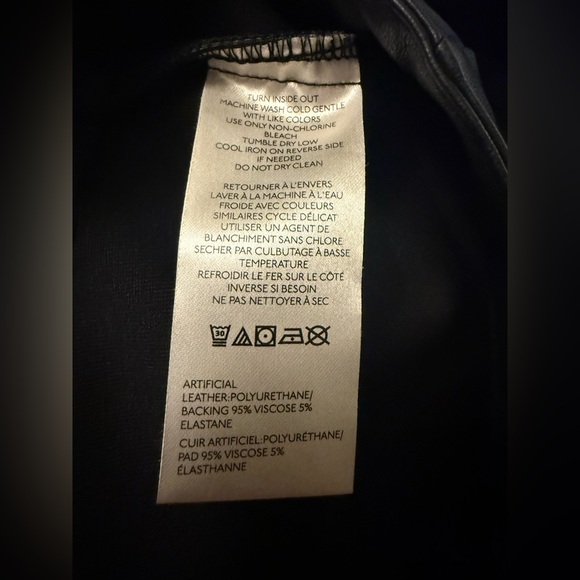 TURN INSIDE OUT
MACHINE WASH COLD GENTLE
WITH LIKE COLORS
USE ONLY NON-CHLORINE
BLEACH
TUMBLE DRY LOW
COOL IRON ON REVERSE SIDE
IF NEEDED
DO NOT DRY CLEAN
RETOURNER À L'ENVERS
LAVER À LA MACHINE À L'EAU
FROIDE AVEC COULEURS
SIMILAIRES CYCLE DÉLICAT
UTILISER UN AGENT DE
BLANCHIMENT SANS CHLORE
SECHER PAR CULBUTAGE À BASSE
TEMPERATURE
REFROIDIR LE FER SUR LE CÔTÉ
INVERSE SI BESOIN
NE PAS NETTOYER À SEC
30
ARTIFICIAL
LEATHER:POLYURETHANE/
BACKING 95% VISCOSE 5%
ELASTANE
CUIR ARTIFICIEL:POLYURÉTHANE/
PAD 95% VISCOSE 5%
ÉLASTHANNE